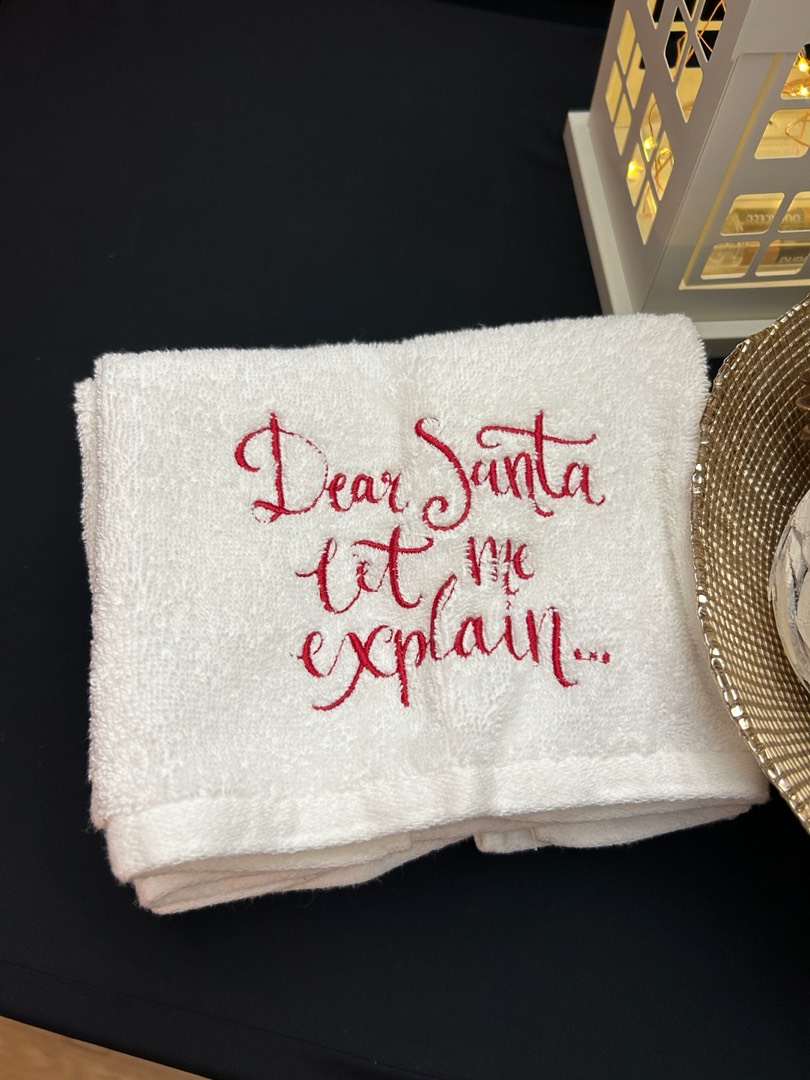 Dear Santa
let me
explain...